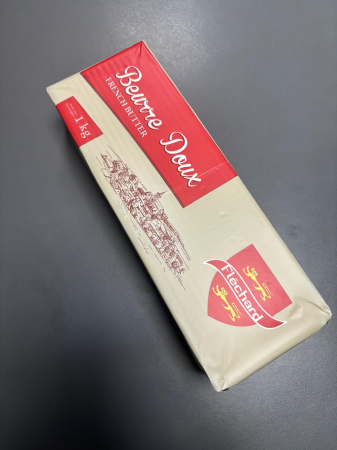 Beurre Doux
FRENCH BUTTER
1 kg
Fléchard